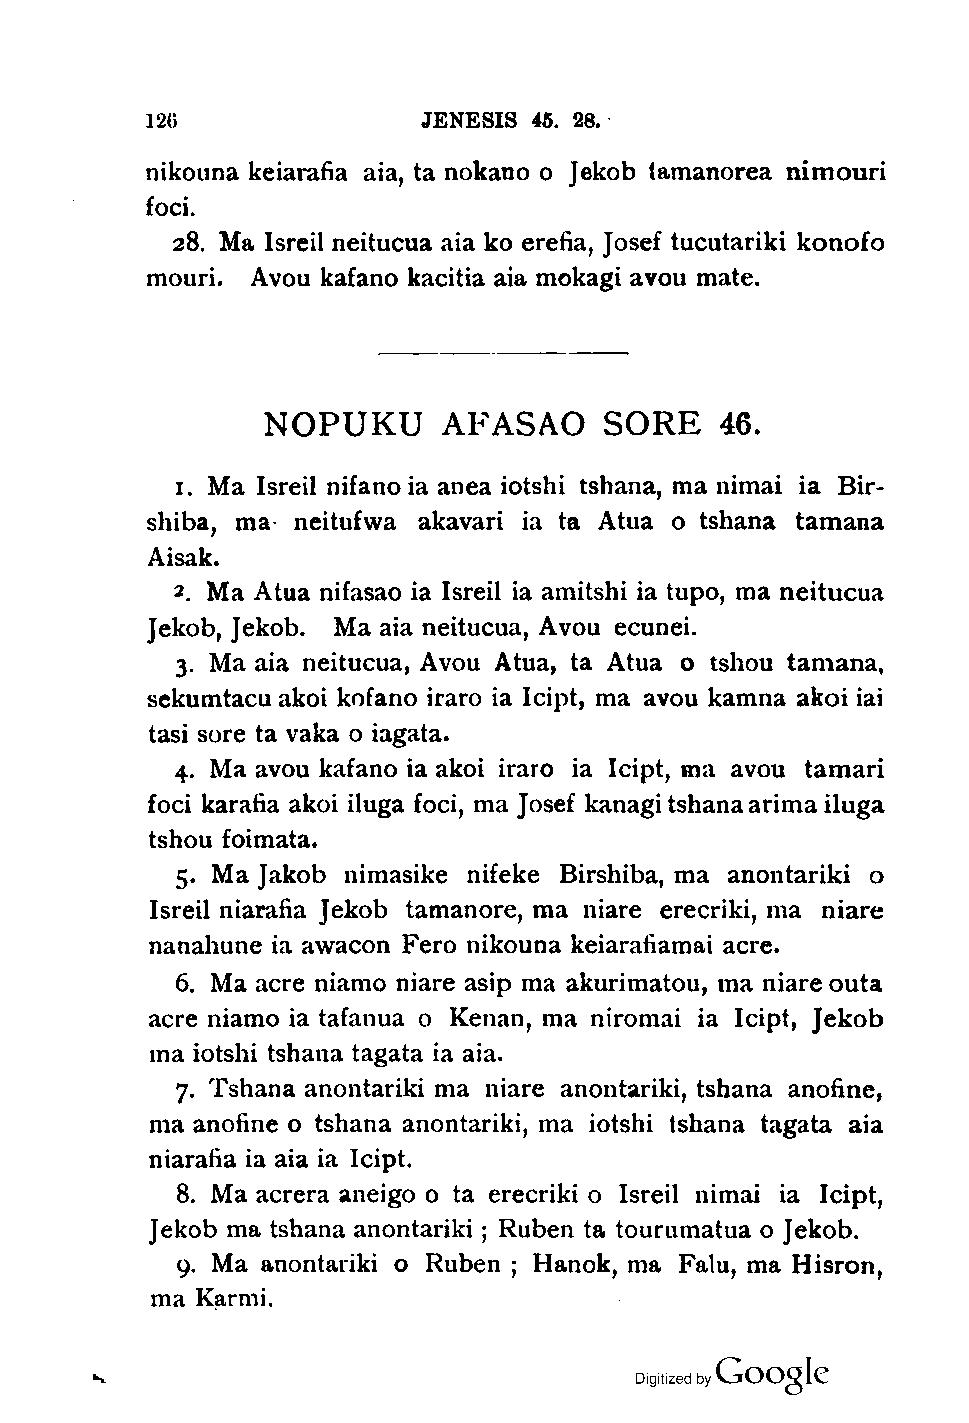 126 JENESIS 45. 28.
nikouna keiarafia aia, ta nokano o Jekob tamanorea nimouri
foci.
28. Ma Isreil neitucua aia ko erefia, Josef tucutariki konofo
mouri. Avou kafano kacitia aia mokagi avou mate.
NOPUKU AFASAO SORE 46.
1. Ma Isreil nifano ia anea iotshi tshana, ma nimai ia Bir-
shiba, ma neitufwa akavari ia ta Atua o tshana tamana
Aisak.
2. Ma Atua nifasao ia Isreil ia amitshi ia tupo, ma neitucua
Jekob, Jekob. Ma aia neitucua, Avou ecunei.
3. Ma aia neitucua, Avou Atua, ta Atua o tshou tamana,
sekumtacu akoi kofano iraro ia Icipt, ma avou kamna akoi iai
tasi sore ta vaka o iagata.
4. Ma avou kafano ia akoi iraro ia Icipt, ma avou tamari
foci karafia akoi iluga foci, ma Josef kanagi tshana arima iluga
tshou foimata.
5. Ma Jakob nimasike nifeke Birshiba, ma anontariki o
Isreil niarafia Jekob tamanore, ma niare erecriki, ma niare
nanahune ia awacon Fero nikouna keiarafiamai acre.
6. Ma acre niamo niare asip ma akurimatou, ma niare outa
acre niamo ia tafanua o Kenan, ma niromai ia Icipt, Jekob
ma iotshi tshana tagata ia aia.
7. Tshana anontariki ma niare anontariki, tshana anofine,
ma anofine o tshana anontariki, ma iotshi tshana tagata aia
niarafia ia aia ia Icipt.
8. Ma acrera aneigo o ta erecriki o Isreil nimai ia Icipt,
Jekob ma tshana anontariki ; Ruben ta tourumatua o Jekob.
9. Ma anontariki o Ruben ; Hanok, ma Falu, ma Hisron,
ma Karmi.
Digitized by Google